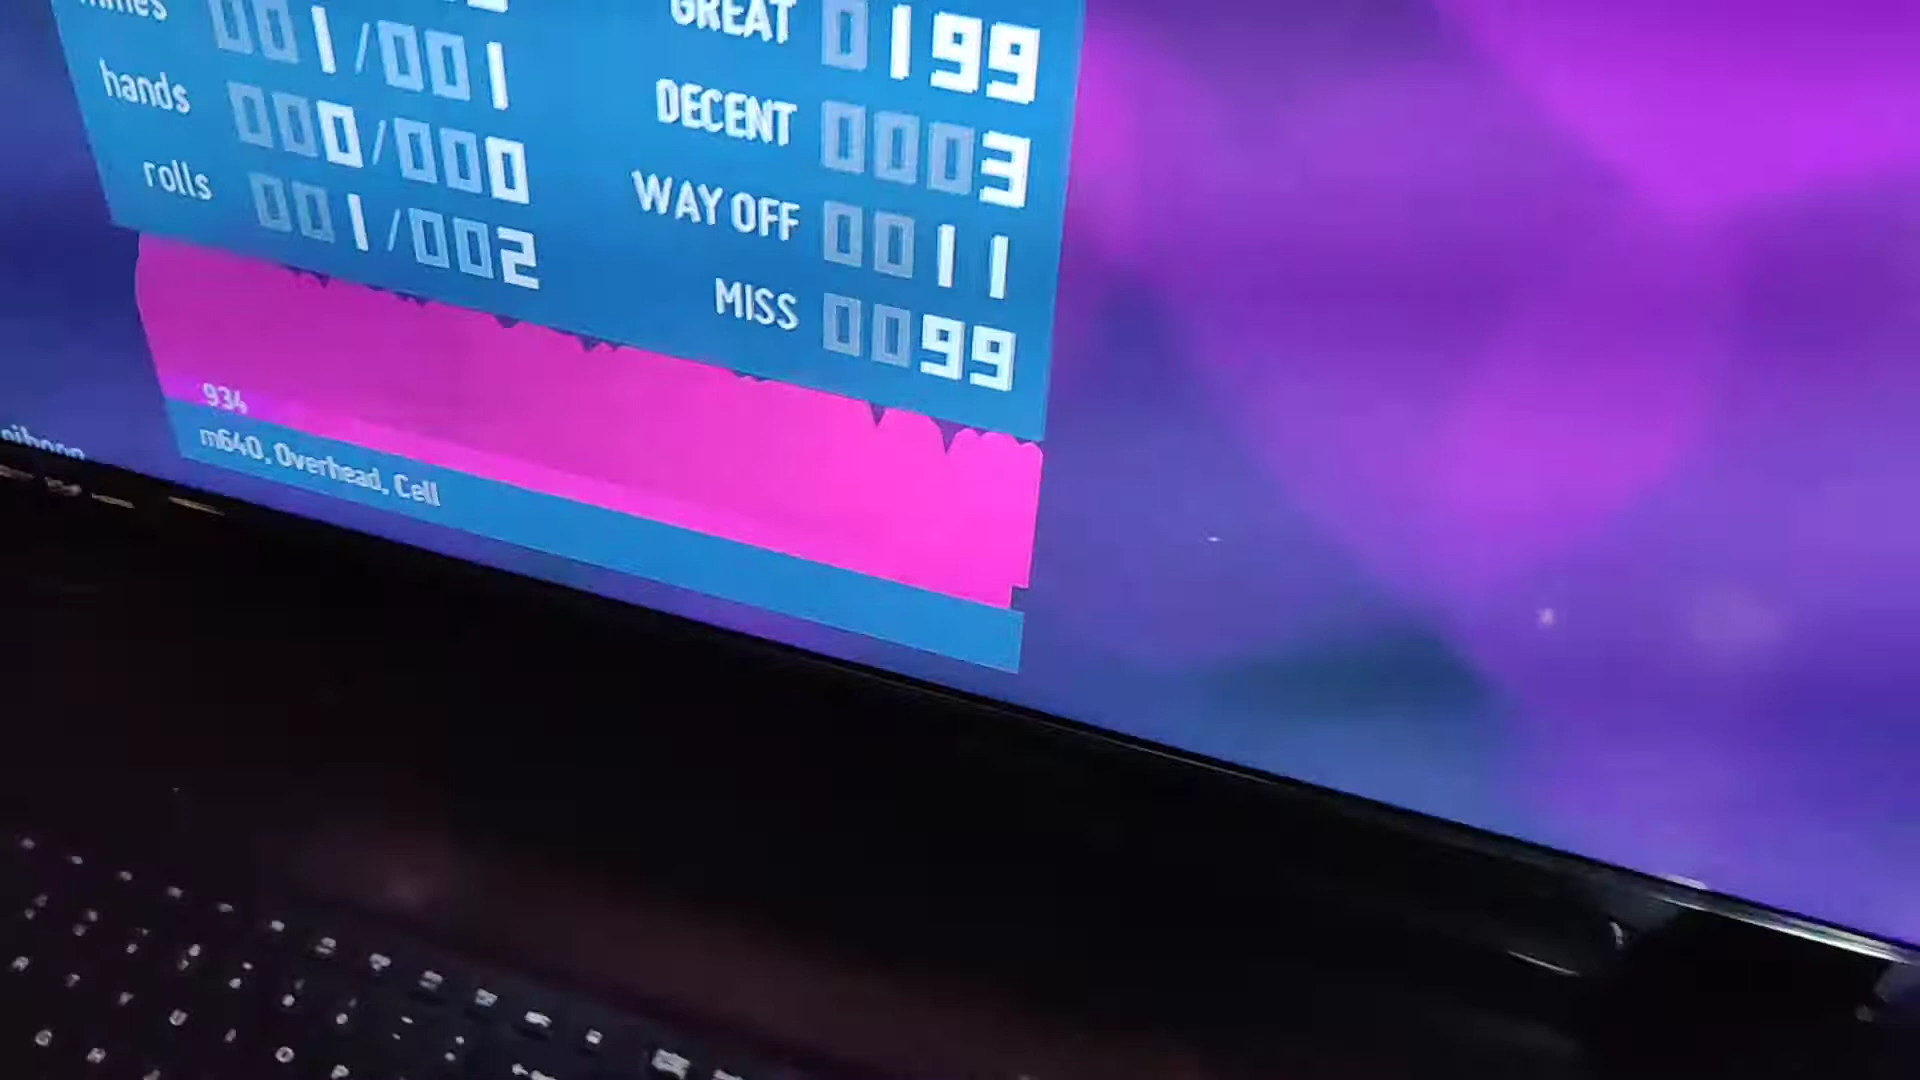 GREAT 0199
001/001
DECENT 0003
hands 000/000
WAY OFF 0011
rolls 001/002
MISS 0099
934
m640, Overhead, Cell